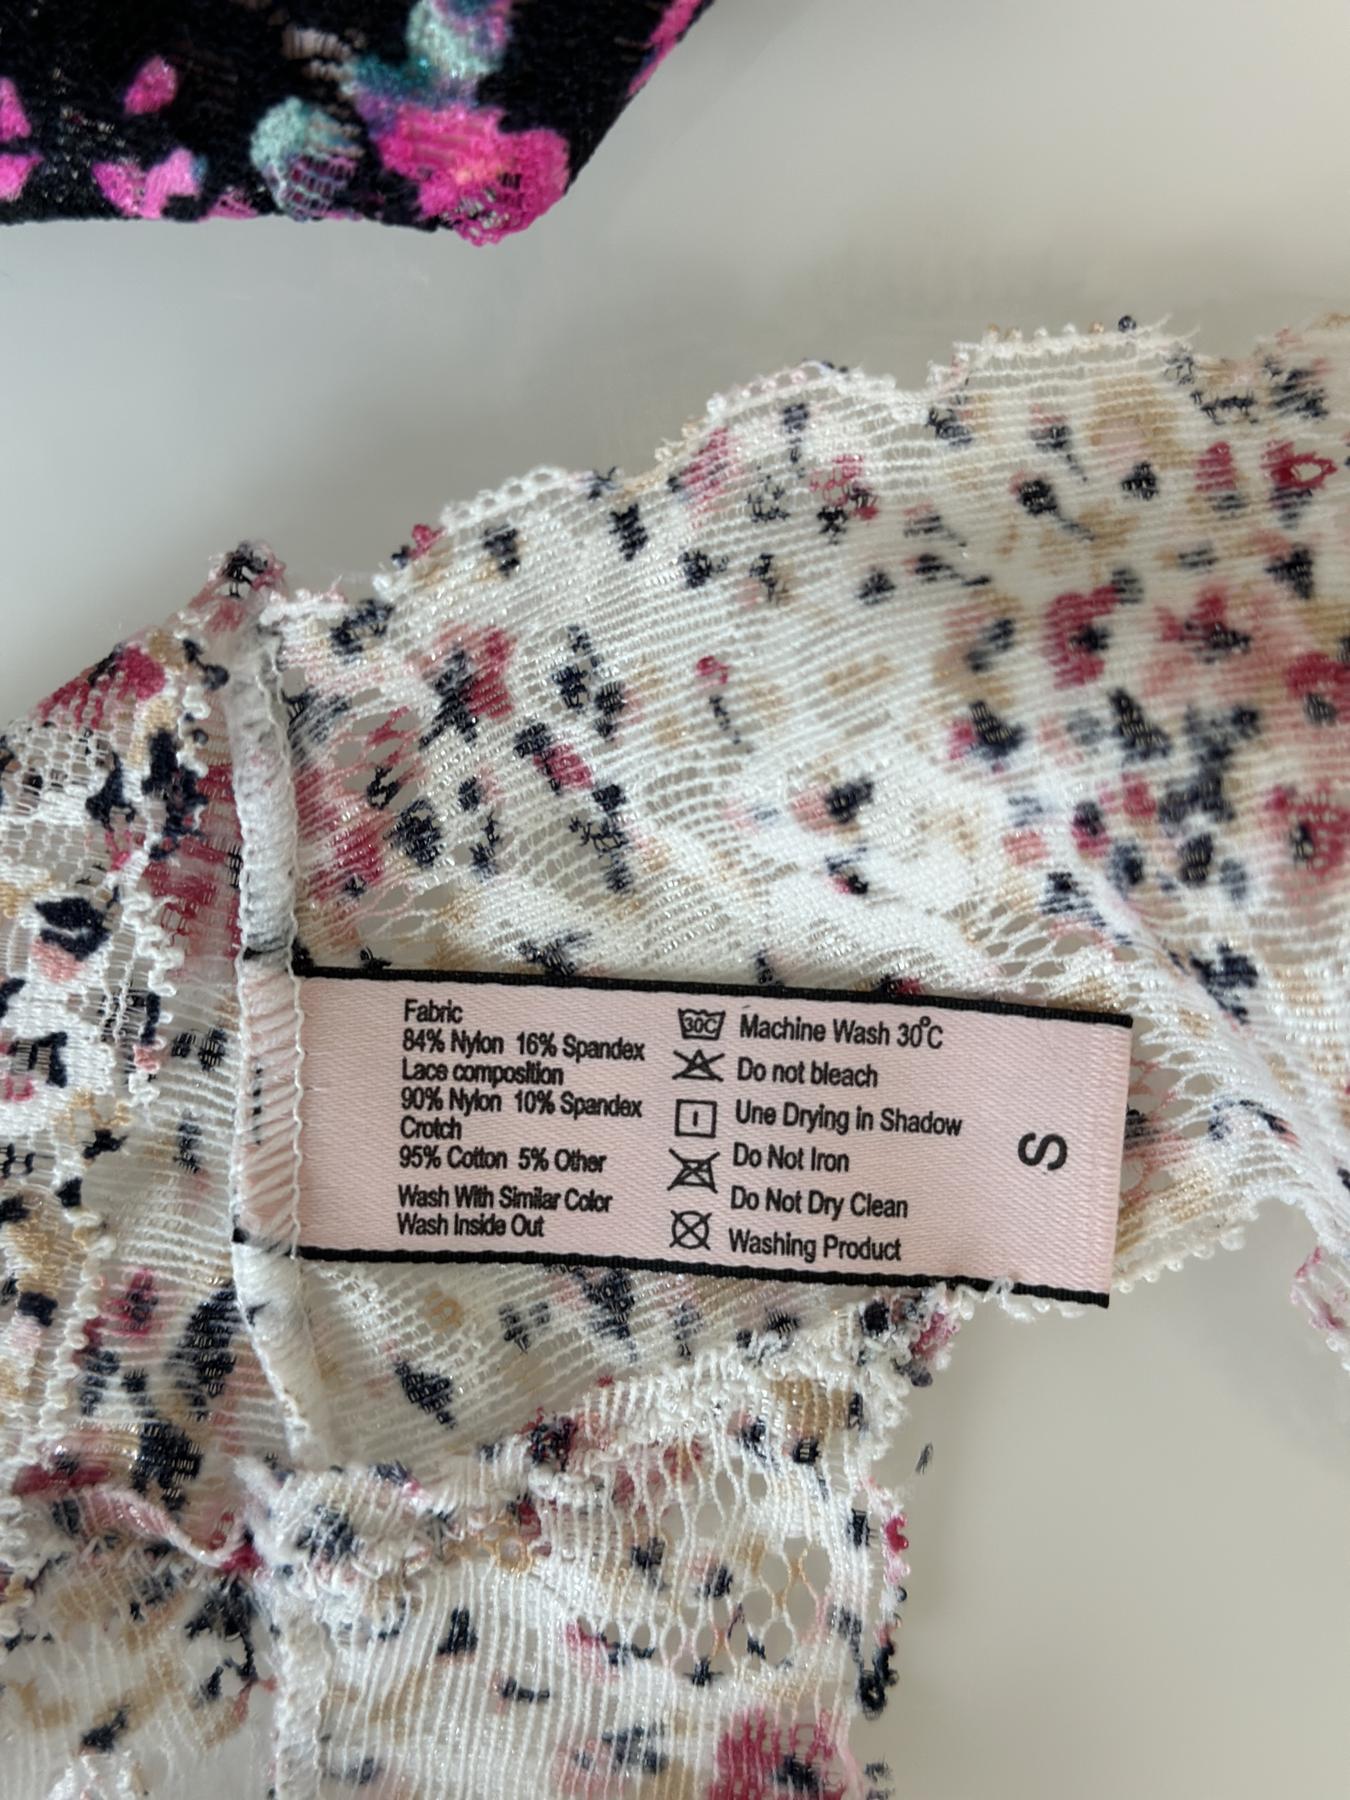 Fabric
84% Nylon 16% Spandex
Lace composition
90% Nylon 10% Spandex
Crotch
95% Cotton 5% Other
Wash With Similar Color
Wash Inside Out
30C Machine Wash 30°C
Do not bleach
Une Drying in Shadow
Do Not Iron
Do Not Dry Clean
Washing Product
S